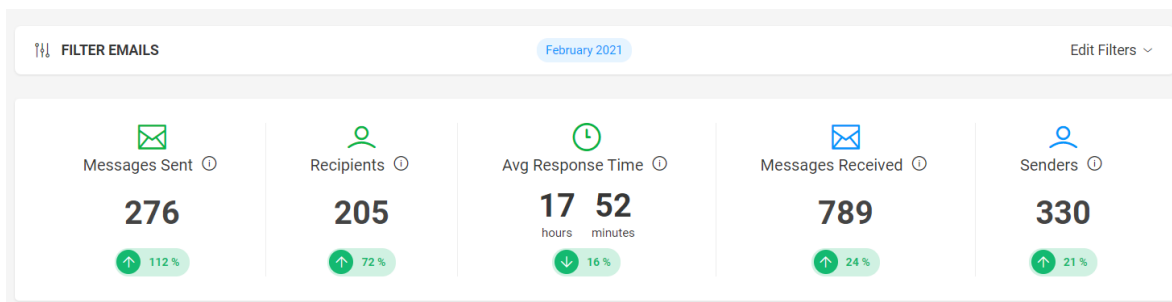 FILTER EMAILS February 2021 Edit Filters
Messages Sent Recipients Avg Response Time Messages Received Senders
276 205 17 52 789 330
hours minutes
112 % 72 % 16 % 24 % 21 %